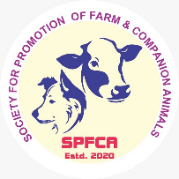 SOCIETY FOR PROMOTION OF FARM & COMPANION ANIMALS
SPFCA
Estd. 2020